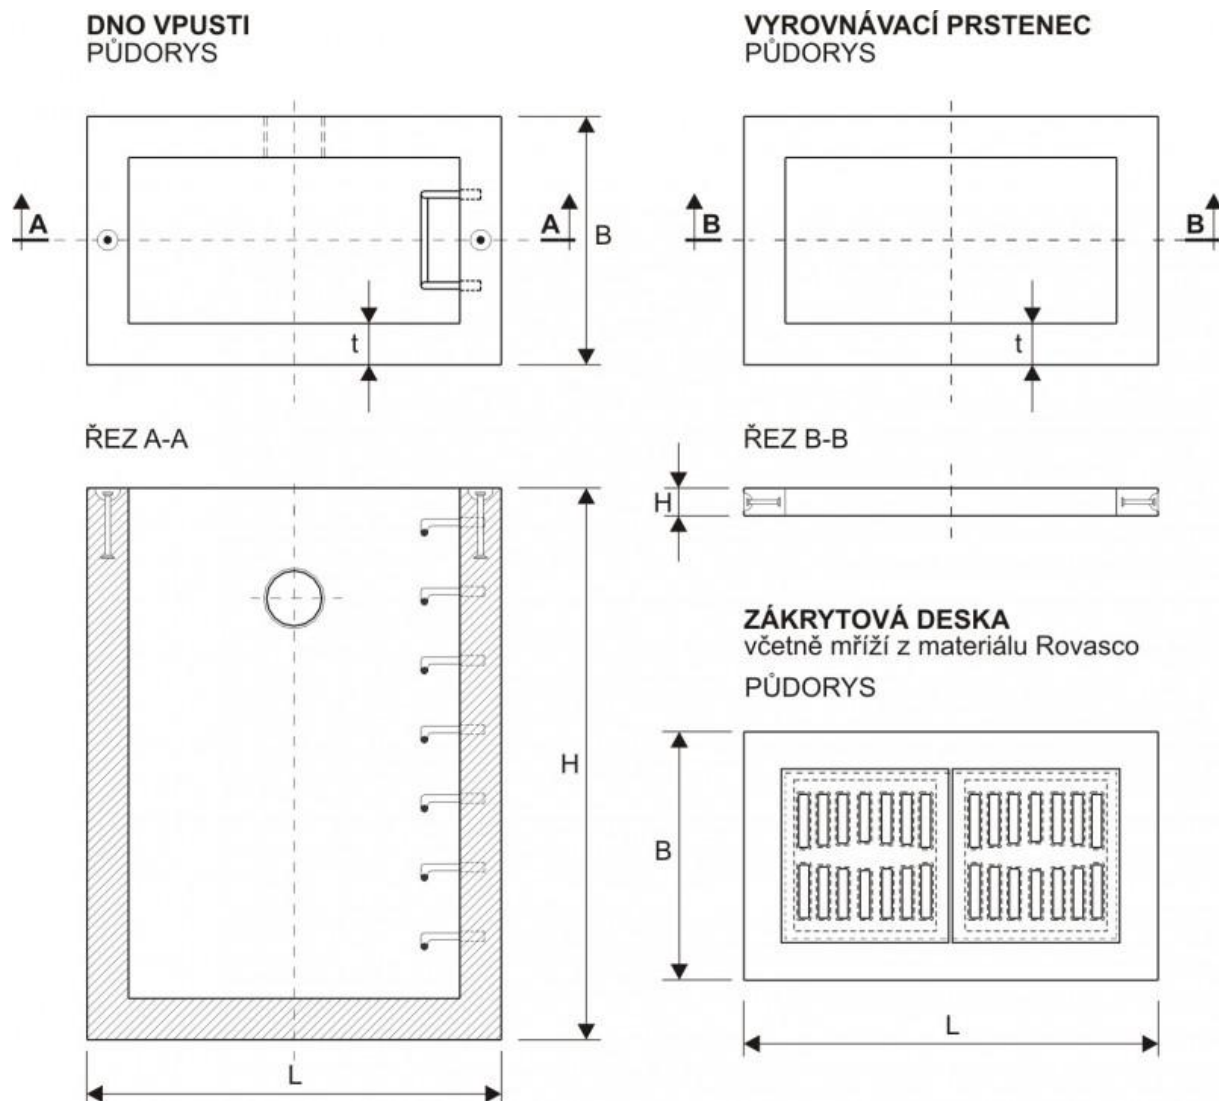 DNO VPUSTI
PŮDORYS
A
A
B
t
ŘEZ A-A
H
L
VYROVNÁVACÍ PRSTENEC
PŮDORYS
B
B
t
ŘEZ B-B
H
ZÁKRYTOVÁ DESKA
včetně mříží z materiálu Rovasco
PŮDORYS
B
L